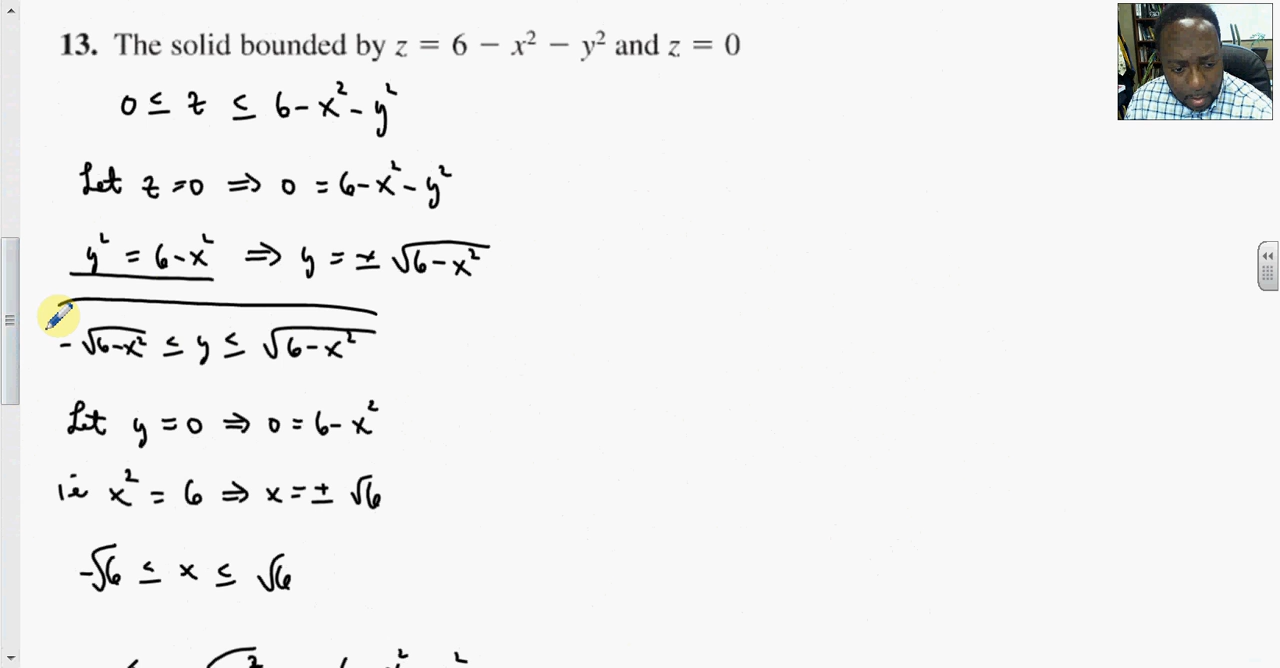 13. The solid bounded by z = 6 − x² − y² and z = 0
0 ≤ z ≤ 6-x²-y²
Let z=0 ⇒ 0 = 6-x²-y²
y² = 6-x² ⇒ y = ± √6-x²
-√6-x² ≤ y ≤ √6-x²
Let y = 0 ⇒ 0 = 6-x²
ie x² = 6 ⇒ x = ± √6
-√6 ≤ x ≤ √6